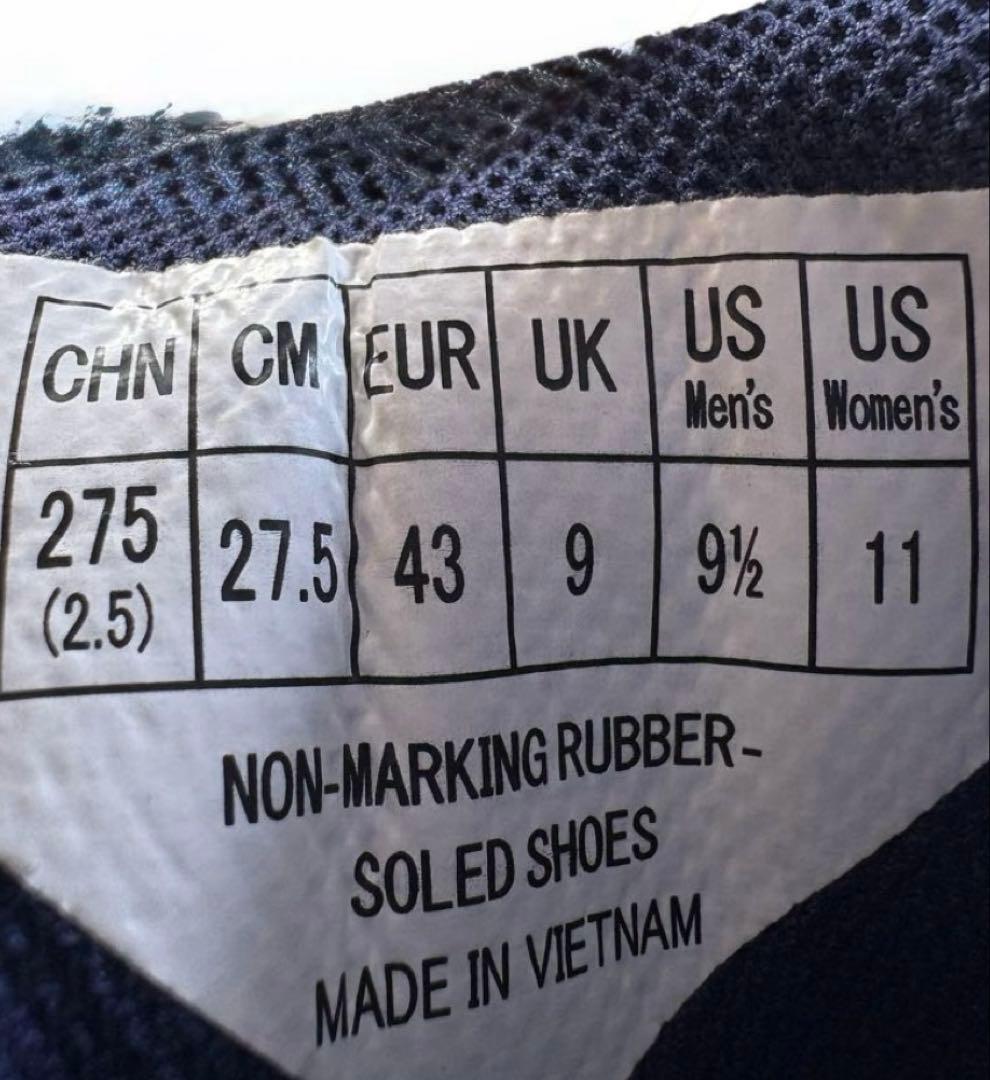 CHN CM EUR UK US Men's US Women's
275 (2.5) 27.5 43 9 9½ 11
NON-MARKING RUBBER-
SOLED SHOES
MADE IN VIETNAM